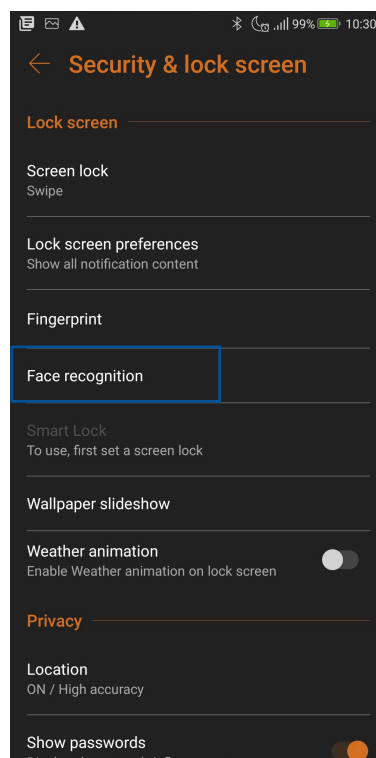 99% 10:30
Security & lock screen
Lock screen
Screen lock
Swipe
Lock screen preferences
Show all notification content
Fingerprint
Face recognition
Smart Lock
To use, first set a screen lock
Wallpaper slideshow
Weather animation
Enable Weather animation on lock screen
Privacy
Location
ON / High accuracy
Show passwords